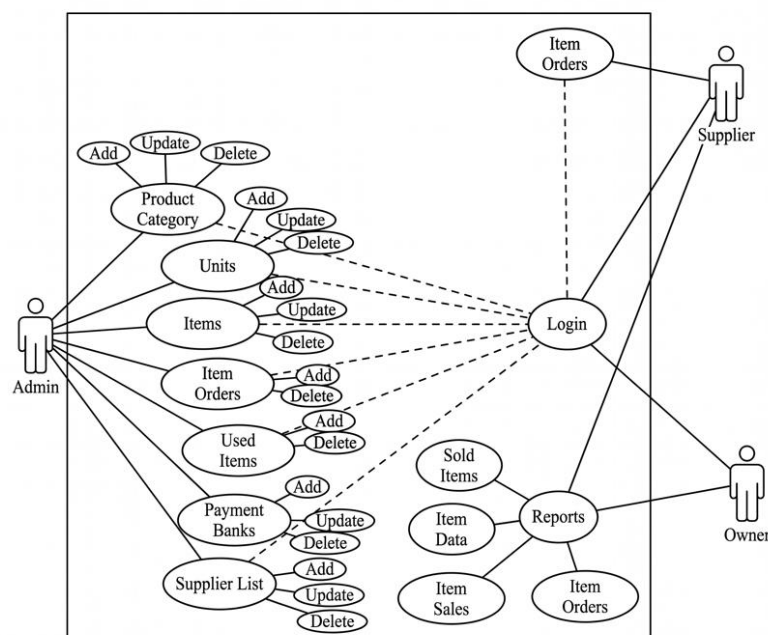 Item
Orders
Supplier
Add
Update
Delete
Product
Category
Add
Update
Delete
Units
Add
Items
Update
Delete
Login
Admin
Item
Orders
Add
Delete
Used
Items
Add
Delete
Sold
Items
Payment
Banks
Add
Update
Delete
Item
Data
Reports
Owner
Supplier List
Add
Update
Delete
Item
Sales
Item
Orders